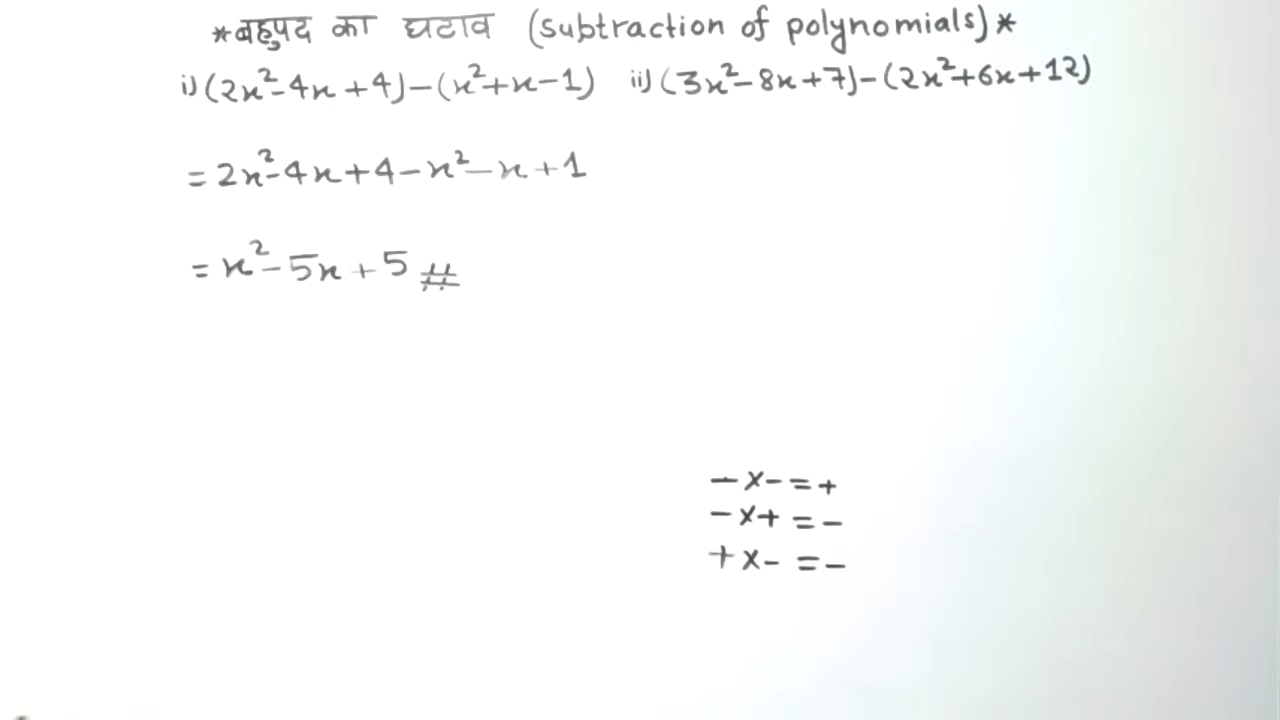 *बहुपद का घटाव (subtraction of polynomials)*
i) (2x²-4x+4)-(x²+x-1) ii) (3x²-8x+7)-(2x²+6x+12)
= 2x²-4x+4-x²-x+1
= x²-5x+5 #
-x-=+
-x+=-
+x-=-